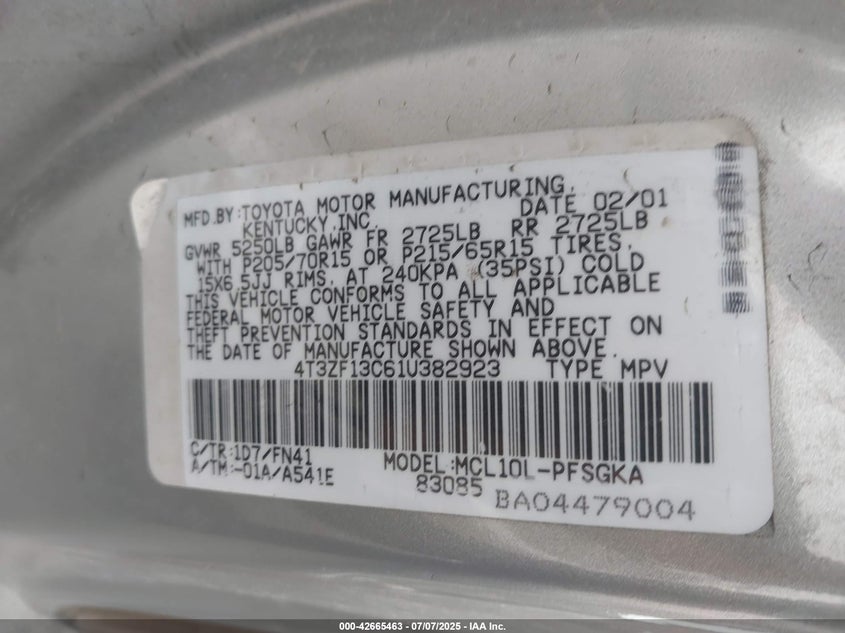 MFD.BY:TOYOTA MOTOR MANUFACTURING,
KENTUCKY,INC. DATE 02/01
GVWR 5250LB GAWR FR 2725LB RR 2725LB
WITH P205/70R15 OR P215/65R15 TIRES,
15X6.5JJ RIMS, AT 240KPA (35PSI) COLD
THIS VEHICLE CONFORMS TO ALL APPLICABLE
FEDERAL MOTOR VEHICLE SAFETY AND
THEFT PREVENTION STANDARDS IN EFFECT ON
THE DATE OF MANUFACTURE SHOWN ABOVE.
4T3ZF13C61U382923 TYPE MPV
C/TR:1D7/FN41
A/TM:-01A/A541E MODEL:MCL10L-PFSGKA
83085 BA04479004
000-42665463 - 07/07/2025 - IAA Inc.